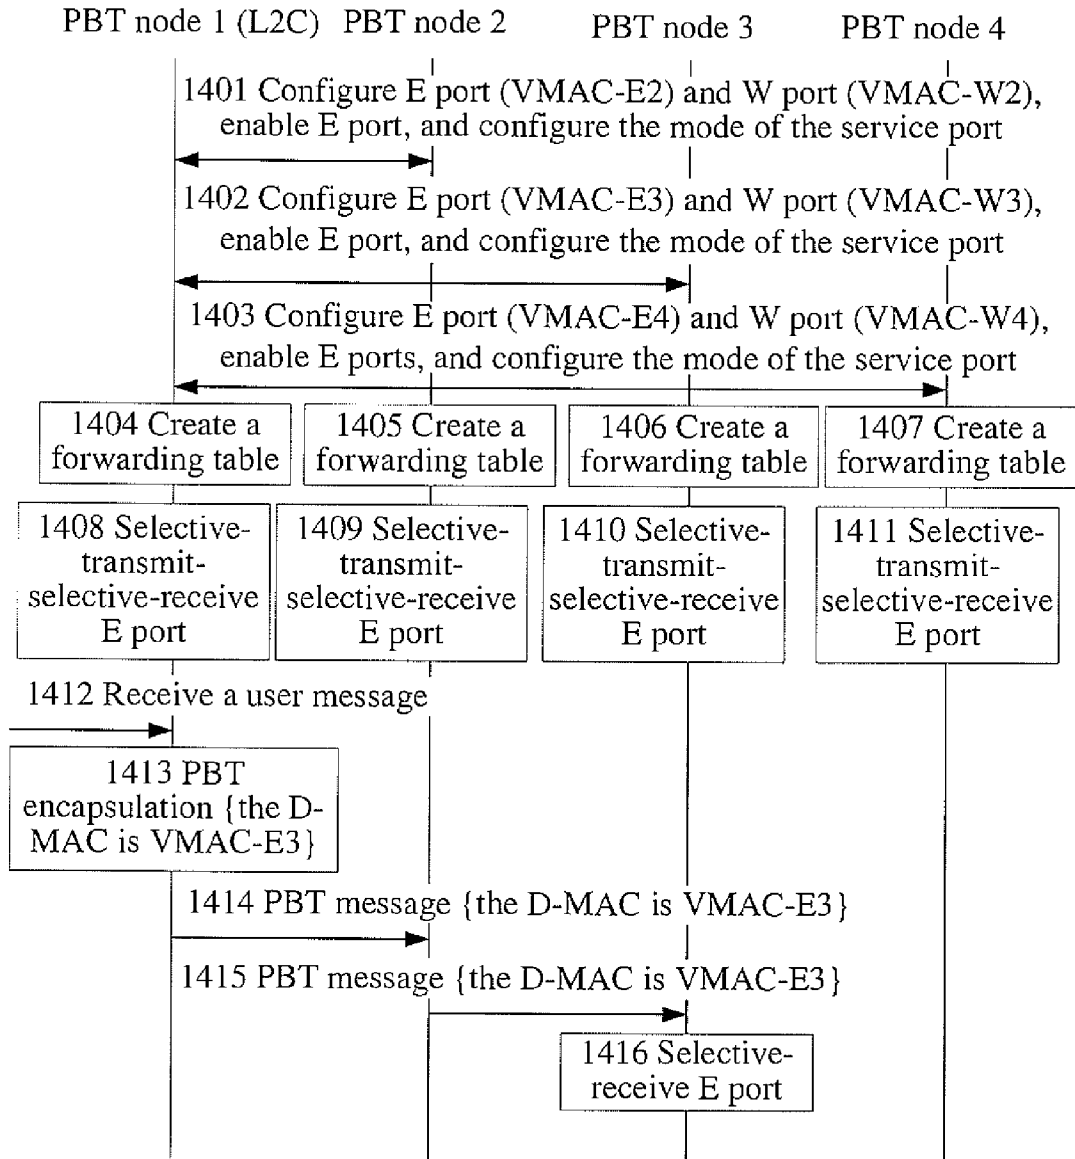 PBT node 1 (L2C) PBT node 2 PBT node 3 PBT node 4
1401 Configure E port (VMAC-E2) and W port (VMAC-W2),
enable E port, and configure the mode of the service port
1402 Configure E port (VMAC-E3) and W port (VMAC-W3),
enable E port, and configure the mode of the service port
1403 Configure E port (VMAC-E4) and W port (VMAC-W4),
enable E ports, and configure the mode of the service port
1404 Create a
forwarding table
1405 Create a
forwarding table
1406 Create a
forwarding table
1407 Create a
forwarding table
1408 Selective-
transmit-
selective-receive
E port
1409 Selective-
transmit-
selective-receive
E port
1410 Selective-
transmit-
selective-receive
E port
1411 Selective-
transmit-
selective-receive
E port
1412 Receive a user message
1413 PBT
encapsulation {the D-
MAC is VMAC-E3}
1414 PBT message {the D-MAC is VMAC-E3}
1415 PBT message {the D-MAC is VMAC-E3}
1416 Selective-
receive E port